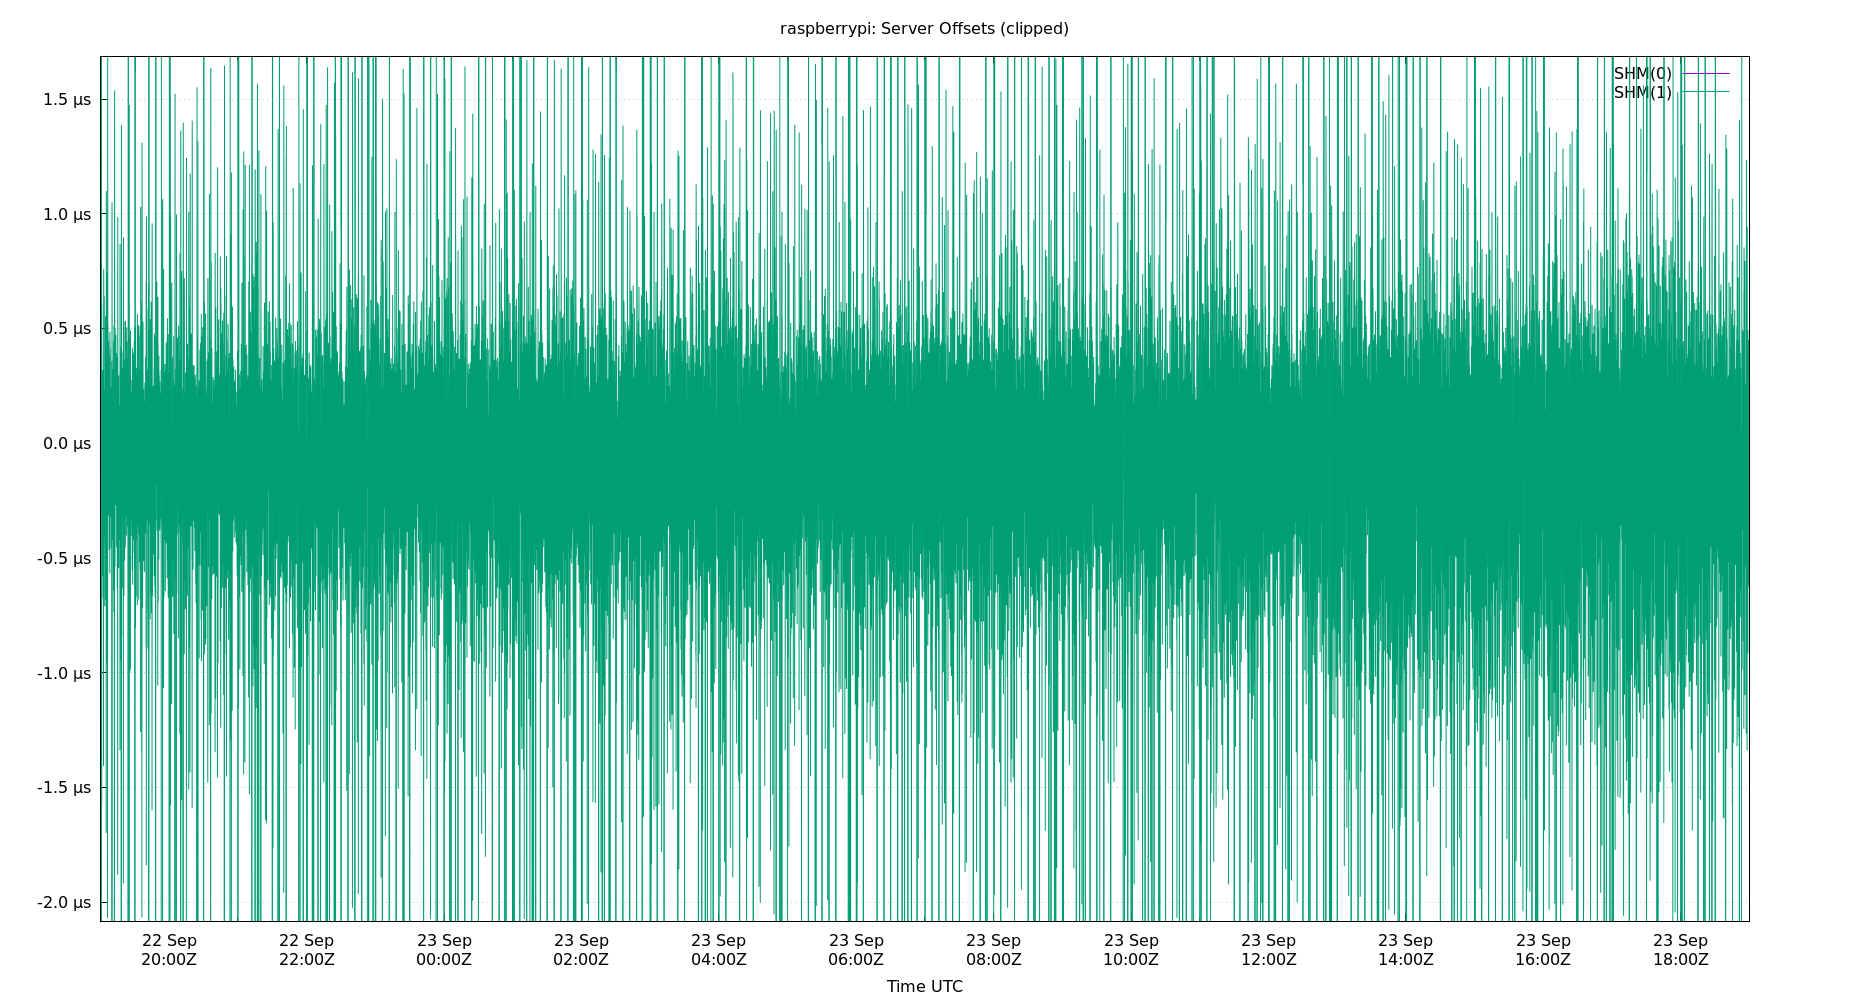 raspberrypi: Server Offsets (clipped)
SHM(0)
SHM(1)
1.5 µs
1.0 µs
0.5 µs
0.0 µs
-0.5 µs
-1.0 µs
-1.5 µs
-2.0 µs
22 Sep 22 Sep 23 Sep 23 Sep 23 Sep 23 Sep 23 Sep 23 Sep 23 Sep 23 Sep 23 Sep 23 Sep
20:00Z 22:00Z 00:00Z 02:00Z 04:00Z 06:00Z 08:00Z 10:00Z 12:00Z 14:00Z 16:00Z 18:00Z
Time UTC